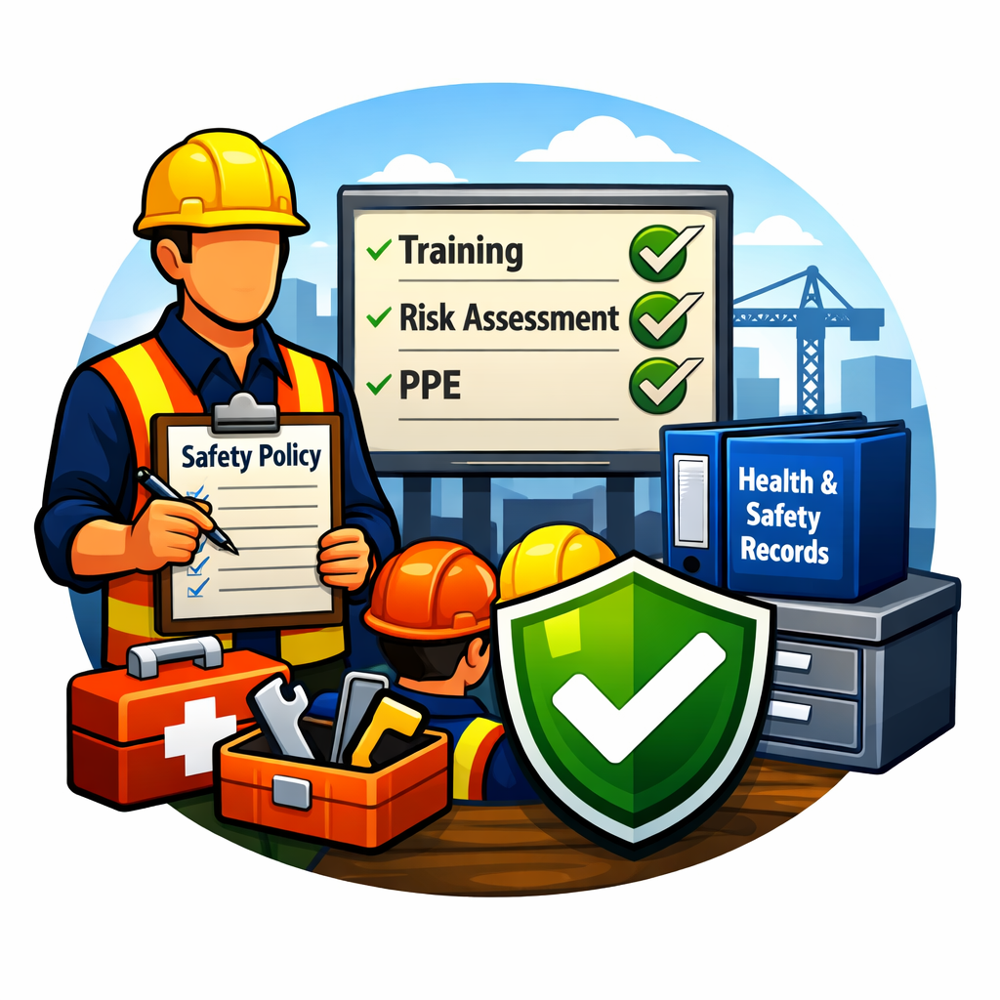 Training
Risk Assessment
PPE
Safety Policy
Health &
Safety
Records